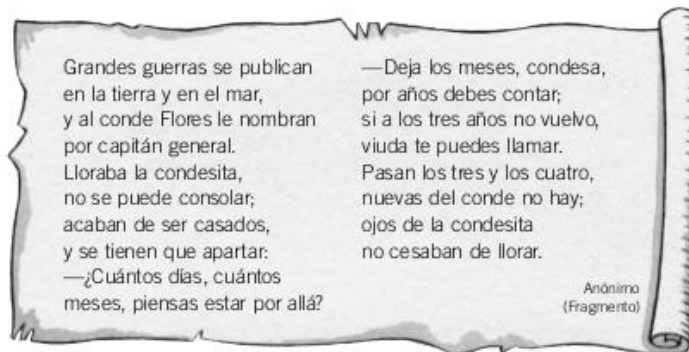 Grandes guerras se publican
en la tierra y en el mar,
y al conde Flores le nombran
por capitán general.
Lloraba la condesita,
no se puede consolar;
acaban de ser casados,
y se tienen que apartar:
—¿Cuántos días, cuántos
meses, piensas estar por allá?
—Deja los meses, condesa,
por años debes contar;
si a los tres años no vuelvo,
viuda te puedes llamar.
Pasan los tres y los cuatro,
nuevas del conde no hay;
ojos de la condesita
no cesaban de llorar.
Anónimo
(Fragmento)